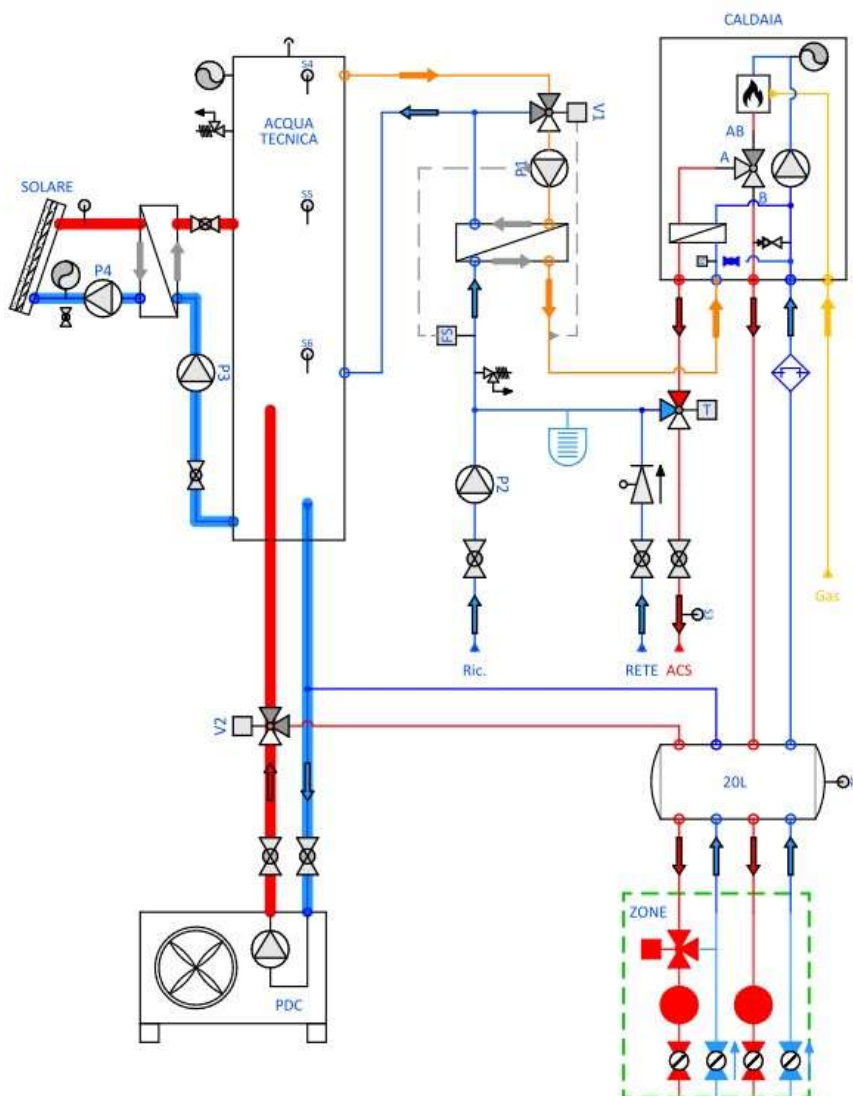 CALDAIA
S4
ACQUA
TECNICA
V1
AB
A
P1
B
SOLARE
S5
P4
FS
S6
P3
T
P2
Gas
S3
Ric.
RETE
ACS
V2
20L
ZONE
PDC